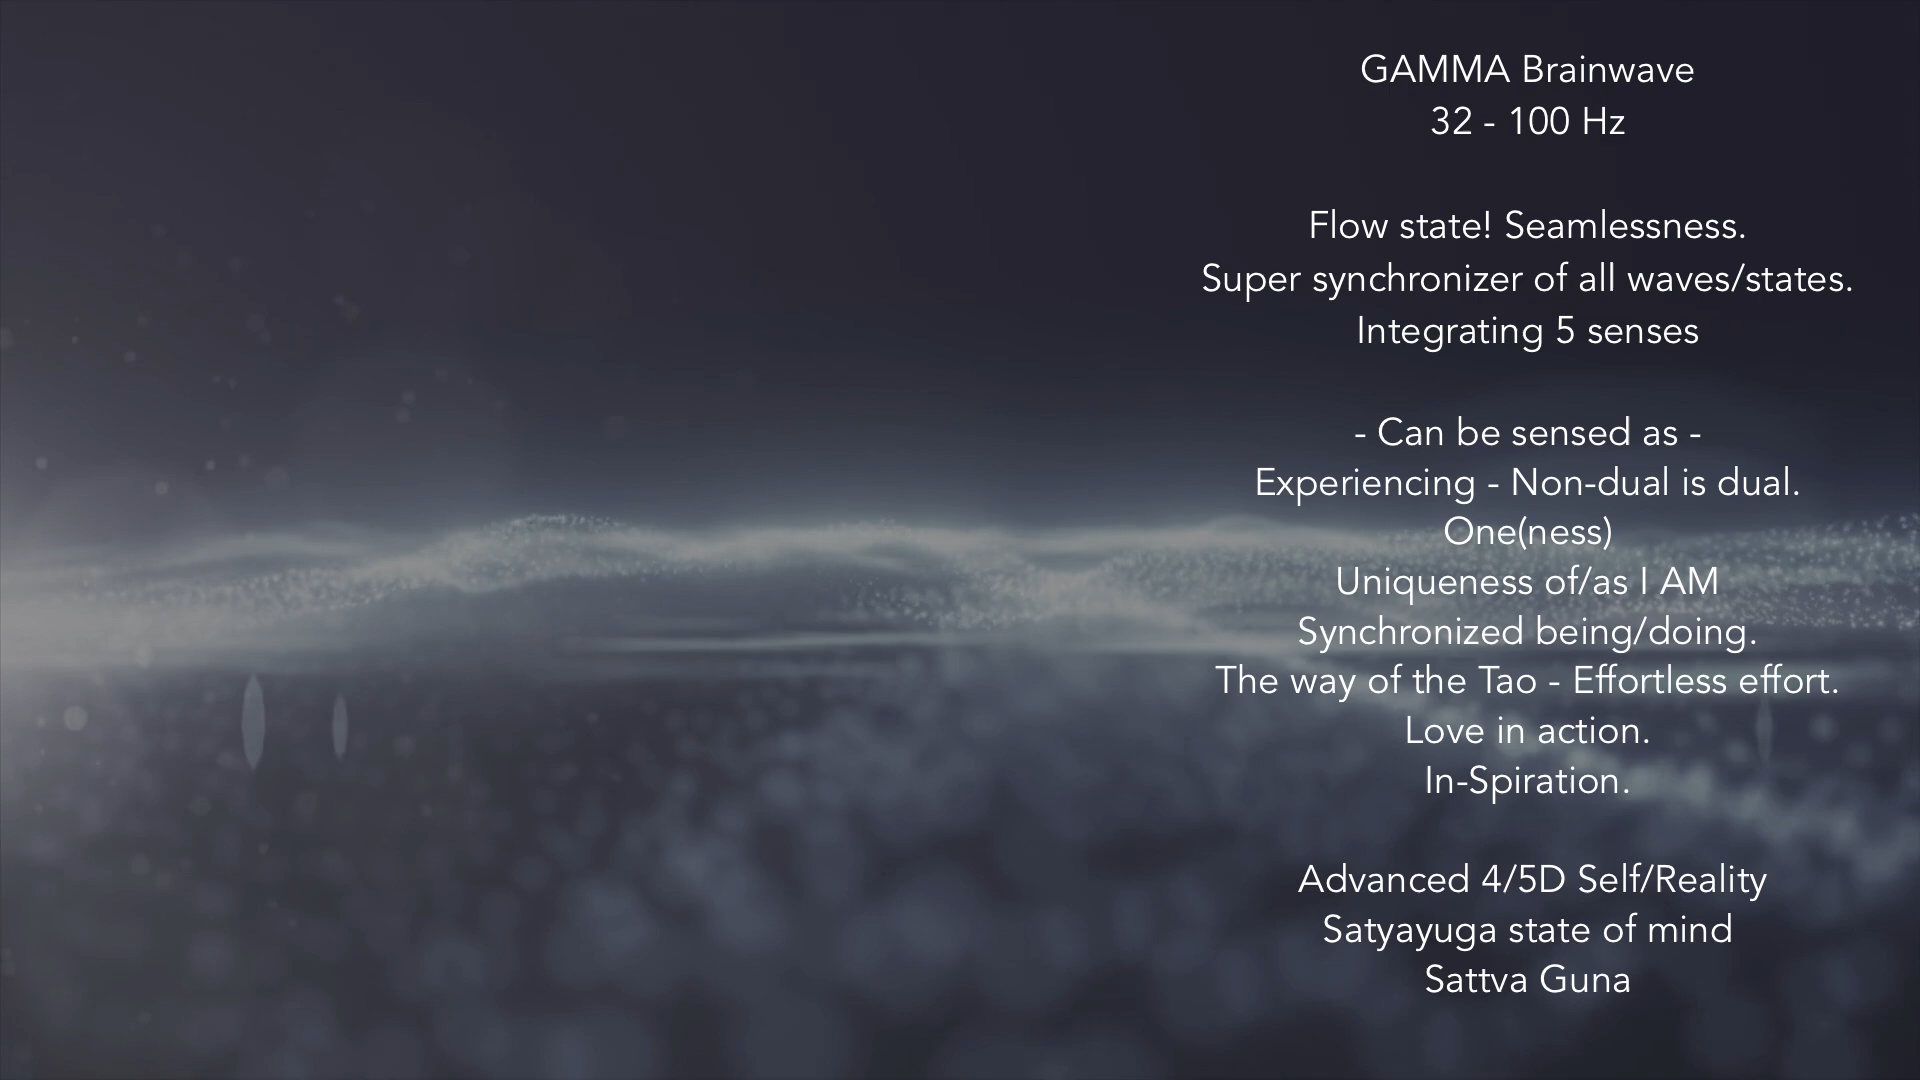 GAMMA Brainwave
32 - 100 Hz
Flow state! Seamlessness.
Super synchronizer of all waves/states.
Integrating 5 senses
- Can be sensed as -
Experiencing - Non-dual is dual.
One(ness)
Uniqueness of/as I AM
Synchronized being/doing.
The way of the Tao - Effortless effort.
Love in action.
In-Spiration.
Advanced 4/5D Self/Reality
Satyayuga state of mind
Sattva Guna